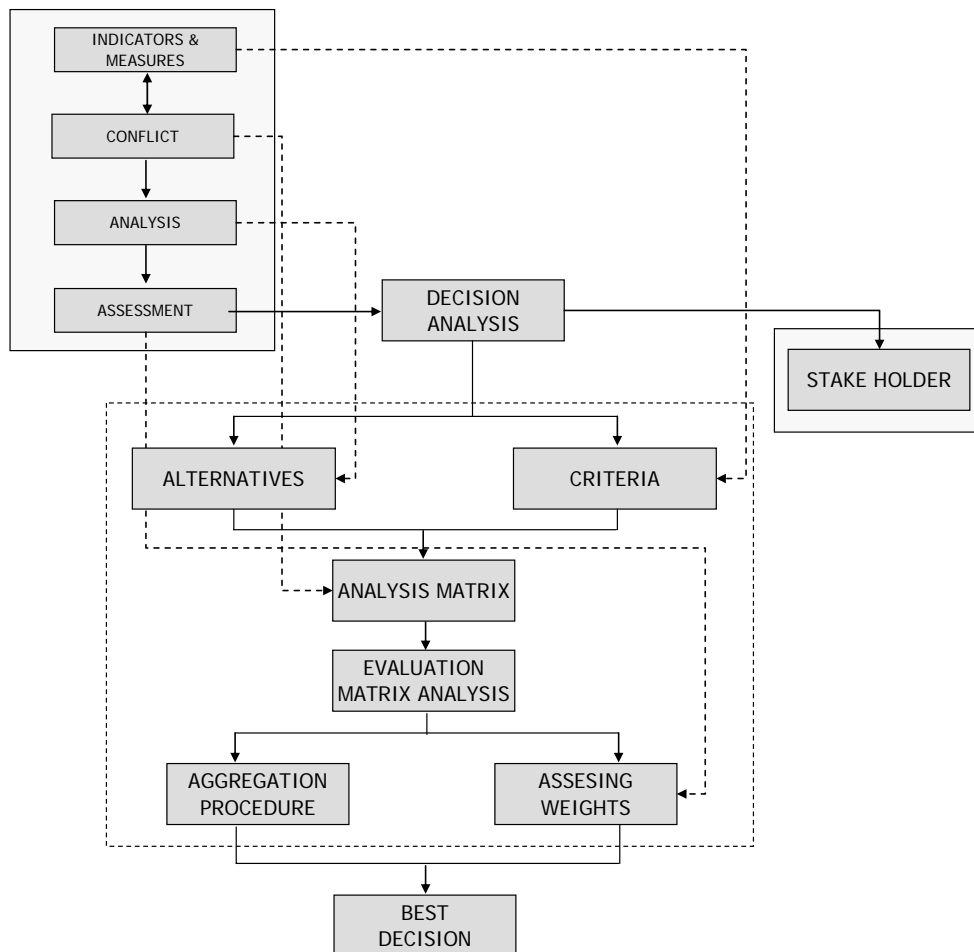 INDICATORS &
MEASURES
CONFLICT
ANALYSIS
ASSESSMENT
DECISION
ANALYSIS
STAKE HOLDER
ALTERNATIVES
CRITERIA
ANALYSIS MATRIX
EVALUATION
MATRIX ANALYSIS
AGGREGATION
PROCEDURE
ASSESING
WEIGHTS
BEST
DECISION